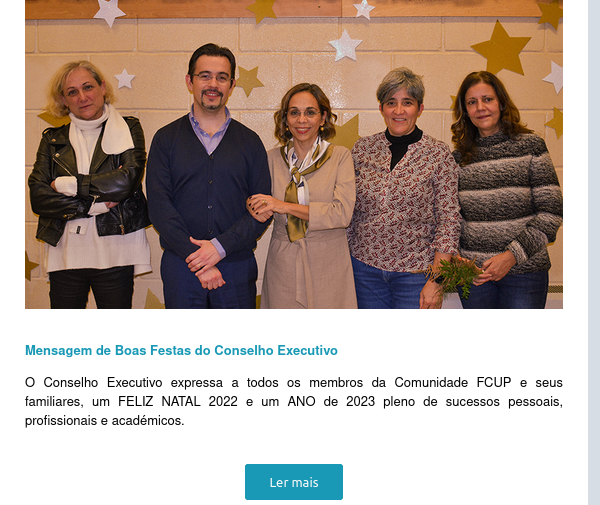 Mensagem de Boas Festas do Conselho Executivo
O Conselho Executivo expressa a todos os membros da Comunidade FCUP e seus
familiares, um FELIZ NATAL 2022 e um ANO de 2023 pleno de sucessos pessoais,
profissionais e académicos.
Ler mais